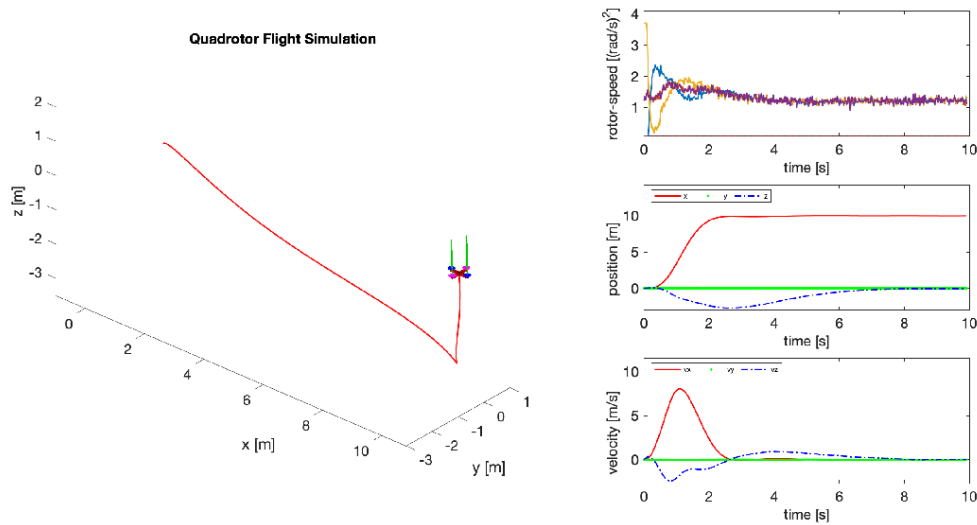 Quadrotor Flight Simulation
2
1
0
-1
-2
-3
z [m]
0
2
4
6
8
10
x [m]
-3
-2
-1
0
1
y [m]
4
3
2
1
rotor-speed [(rad/s)²
0 2 4 6 8 10
time [s]
x y z
10
5
0
position [m]
0 2 4 6 8 10
time [s]
vx vy vz
10
5
0
velocity [m/s]
0 2 4 6 8 10
time [s]